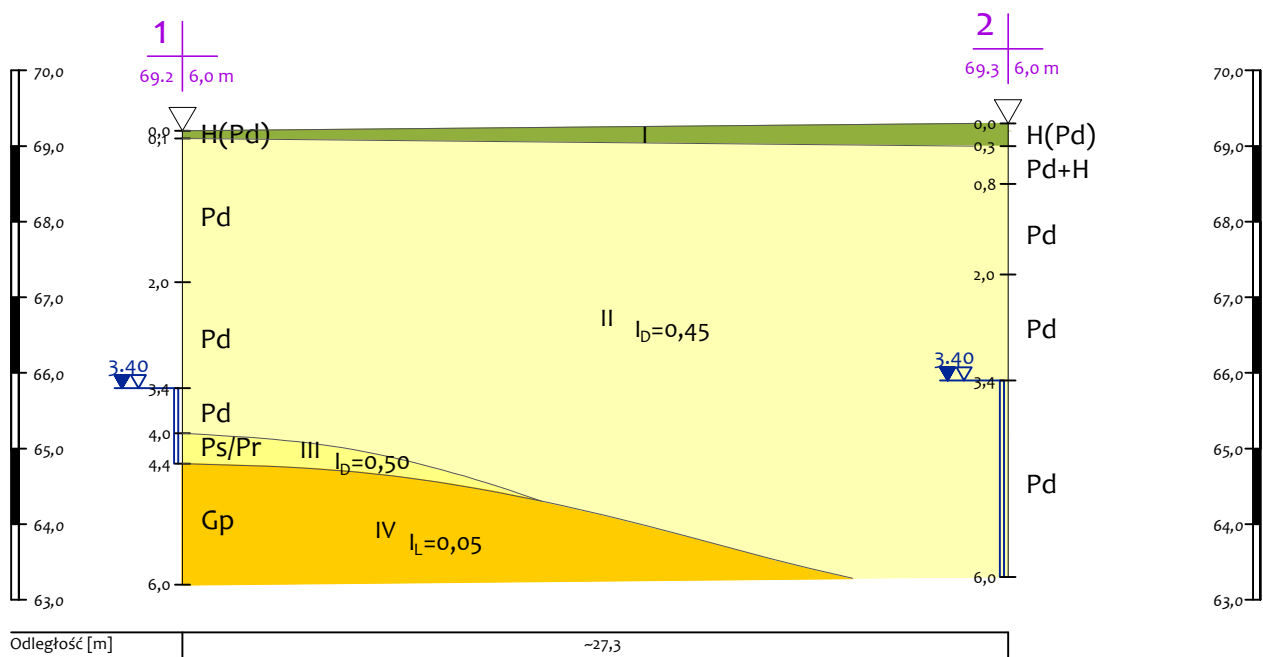 1
2
69.2 6,0 m
69.3 6,0 m
70,0
70,0
0,0
0,1
H(Pd)
I
0,0
H(Pd)
69,0
0,3
69,0
Pd+H
0,8
Pd
68,0
Pd
68,0
2,0
2,0
67,0
67,0
II
I_D=0,45
Pd
Pd
3.40
3.40
66,0
66,0
3,4
3,4
Pd
4,0
Ps/Pr
III
I_D=0,50
65,0
65,0
4,4
Pd
Gp
IV
I_L=0,05
64,0
64,0
6,0
6,0
63,0
63,0
Odległość [m]
~27,3